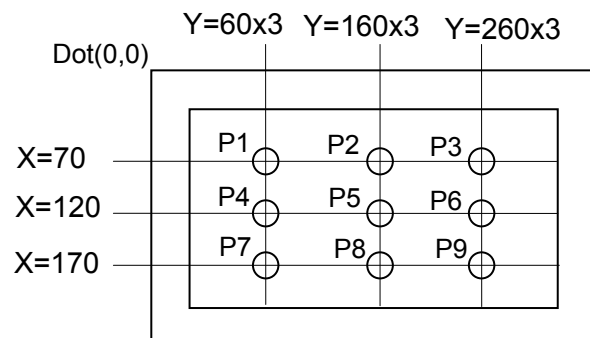 Y=60x3 Y=160x3 Y=260x3
Dot(0,0)
X=70 P1 P2 P3
X=120 P4 P5 P6
X=170 P7 P8 P9